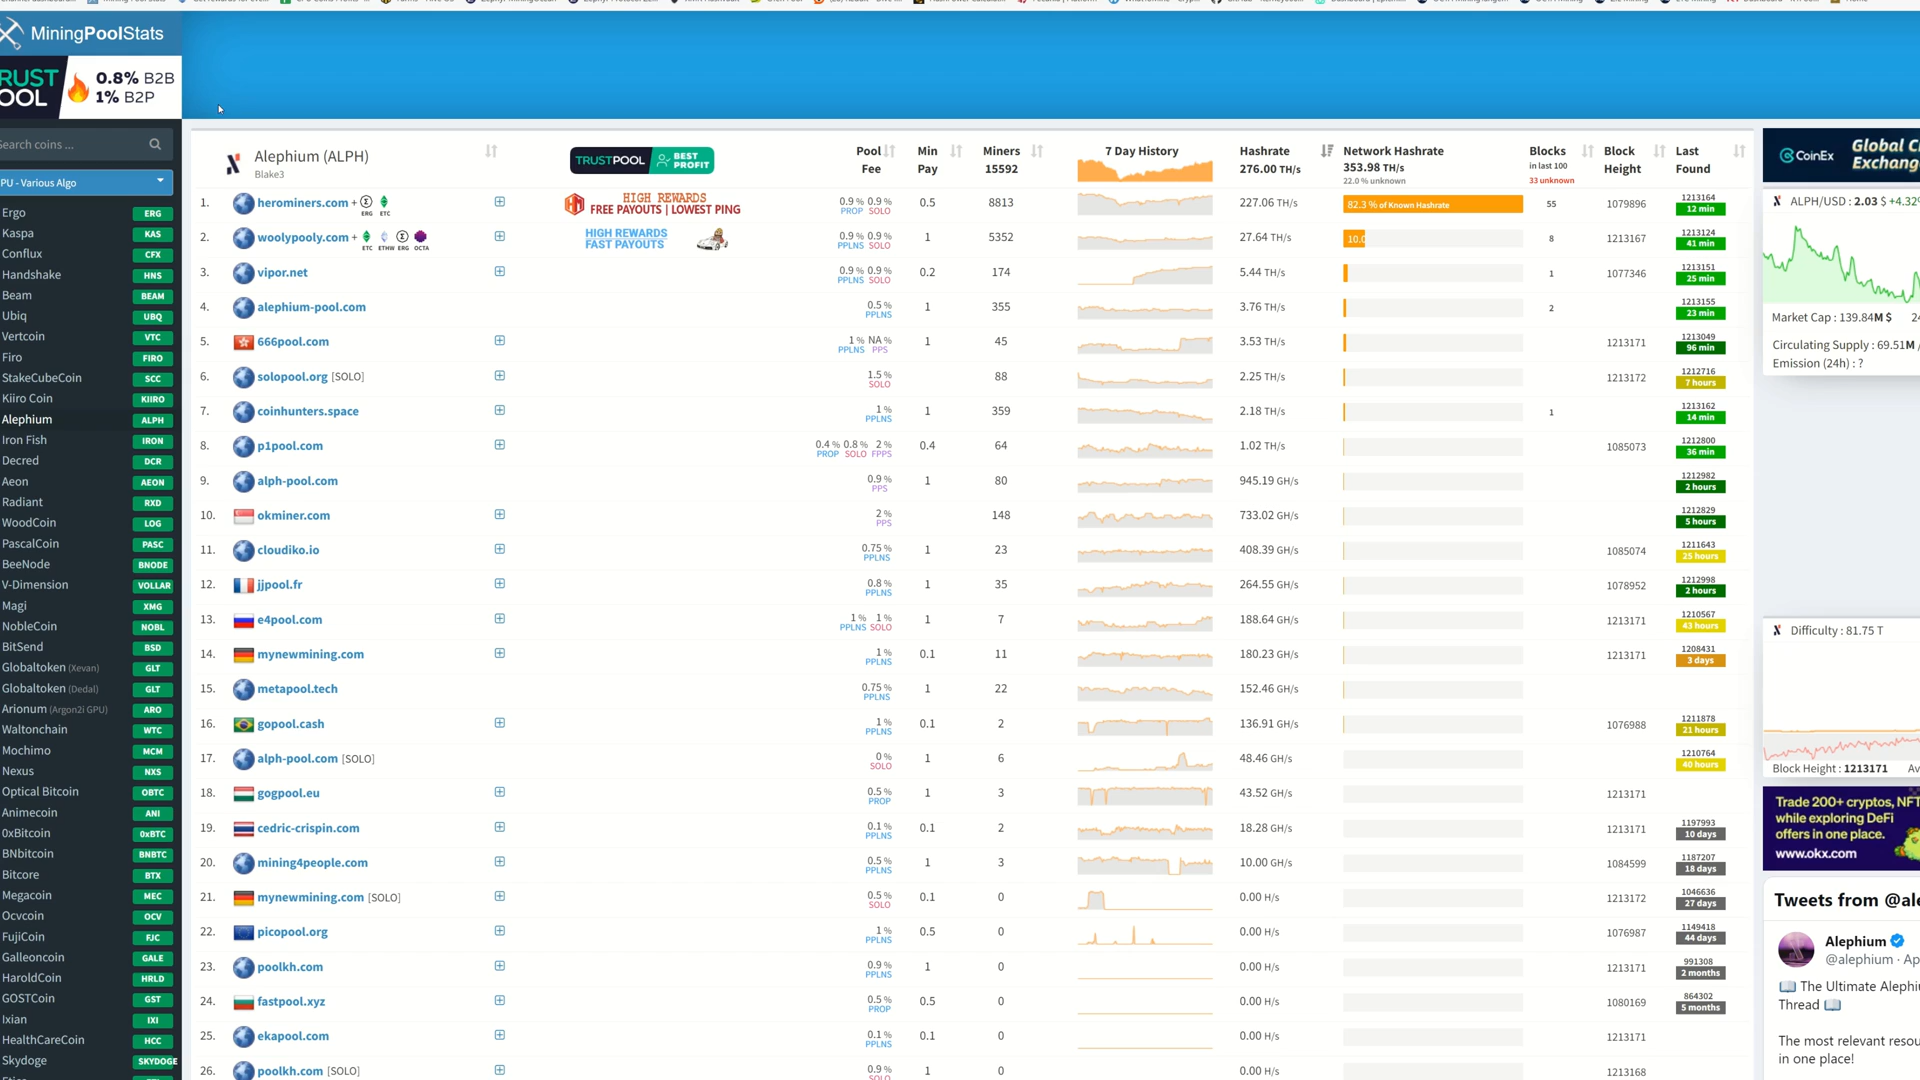 MiningPoolStats
TRUST POOL 0.8% B2B
1% B2P
Search coins ...
PU - Various Algo
Ergo ERG
Kaspa KAS
Conflux CFX
Handshake HNS
Beam BEAM
Ubiq UBQ
Vertcoin VTC
Firo FIRO
StakeCubeCoin SCC
Kiiro Coin KIIRO
Alephium ALPH
Iron Fish IRON
Decred DCR
Aeon AEON
Radiant RXD
WoodCoin LOG
PascalCoin PASC
BeeNode BNODE
V-Dimension VOLLAR
Magi XMG
NobleCoin NOBL
BitSend BSD
Globaltoken (Xevan) GLT
Globaltoken (Dedal) GLT
Arionum (Argon2i GPU) ARO
Waltonchain WTC
Mochimo MCM
Nexus NXS
Optical Bitcoin OBTC
Animecoin ANI
0xBitcoin 0xBTC
BNbitcoin BNBTC
Bitcore BTX
Megacoin MEC
Ocvcoin OCV
FujiCoin FJC
Galleoncoin GALE
HaroldCoin HRLD
GOSTCoin GST
Ixian IXI
HealthCareCoin HCC
Skydoge SKYDOGE
Alephium (ALPH)
Blake3
TRUSTPOOL BEST PROFIT
Pool Fee Min Pay Miners 15592 7 Day History Hashrate 276.00 TH/s Network Hashrate 353.98 TH/s 22.0 % unknown Blocks in last 100 33 unknown Block Height Last Found
1. herominers.com + ERG ETC HIGH REWARDS FREE PAYOUTS | LOWEST PING 0.9 % PROP 0.9 % SOLO 0.5 8813 227.06 TH/s 82.3 % of Known Hashrate 55 1079896 1213164 12 min
2. woolypooly.com + ETC ETHW ERG OCTA HIGH REWARDS FAST PAYOUTS 0.9 % PPLNS 0.9 % SOLO 1 5352 27.64 TH/s 10.0 8 1213167 1213124 41 min
3. vipor.net 0.9 % PPLNS 0.9 % SOLO 0.2 174 5.44 TH/s 1 1077346 1213151 25 min
4. alephium-pool.com 0.5 % PPLNS 1 355 3.76 TH/s 2 1213155 23 min
5. 666pool.com 1 % PPLNS NA % PPS 1 45 3.53 TH/s 1213171 1213049 96 min
6. solopool.org [SOLO] 1.5 % SOLO 88 2.25 TH/s 1213172 1212716 7 hours
7. coinhunters.space 1 % PPLNS 1 359 2.18 TH/s 1 1213162 14 min
8. p1pool.com 0.4 % PROP 0.8 % SOLO 2 % FPPS 0.4 64 1.02 TH/s 1085073 1212800 36 min
9. alph-pool.com 0.9 % PPS 1 80 945.19 GH/s 1212982 2 hours
10. okminer.com 2 % PPS 148 733.02 GH/s 1212829 5 hours
11. cloudiko.io 0.75 % PPLNS 1 23 408.39 GH/s 1085074 1211643 25 hours
12. jjpool.fr 0.8 % PPLNS 1 35 264.55 GH/s 1078952 1212998 2 hours
13. e4pool.com 1 % PPLNS 1 % SOLO 1 7 188.64 GH/s 1213171 1210567 43 hours
14. mynewmining.com 1 % PPLNS 0.1 11 180.23 GH/s 1213171 1208431 3 days
15. metapool.tech 0.75 % PPLNS 1 22 152.46 GH/s
16. gopool.cash 1 % PPLNS 0.1 2 136.91 GH/s 1076988 1211878 21 hours
17. alph-pool.com [SOLO] 0 % SOLO 1 6 48.46 GH/s 1210764 40 hours
18. gogpool.eu 0.5 % PROP 1 3 43.52 GH/s 1213171
19. cedric-crispin.com 0.1 % PPLNS 0.1 2 18.28 GH/s 1213171 1197993 10 days
20. mining4people.com 0.5 % PPLNS 1 3 10.00 GH/s 1084599 1187207 18 days
21. mynewmining.com [SOLO] 0.5 % SOLO 0.1 0 0.00 H/s 1213172 1046636 27 days
22. picopool.org 1 % PPLNS 0.5 0 0.00 H/s 1076987 1149418 44 days
23. poolkh.com 0.9 % PPLNS 1 0 0.00 H/s 1213171 991308 2 months
24. fastpool.xyz 0.5 % PROP 0.5 0 0.00 H/s 1080169 864302 5 months
25. ekapool.com 0.1 % PPLNS 0.1 0 0.00 H/s 1213171
26. poolkh.com [SOLO] 0.9 % SOLO 1 0 0.00 H/s 1213168
CoinEx Global C
Exchang
ALPH/USD : 2.03 $ +4.32%
Market Cap : 139.84M $ 24
Circulating Supply : 69.51M /
Emission (24h) : ?
Difficulty : 81.75 T
Block Height : 1213171 Av
Trade 200+ cryptos, NFT
while exploring DeFi
offers in one place.
www.okx.com
Tweets from @ale
Alephium
@alephium · Ap
The Ultimate Alephi
Thread
The most relevant resou
in one place!